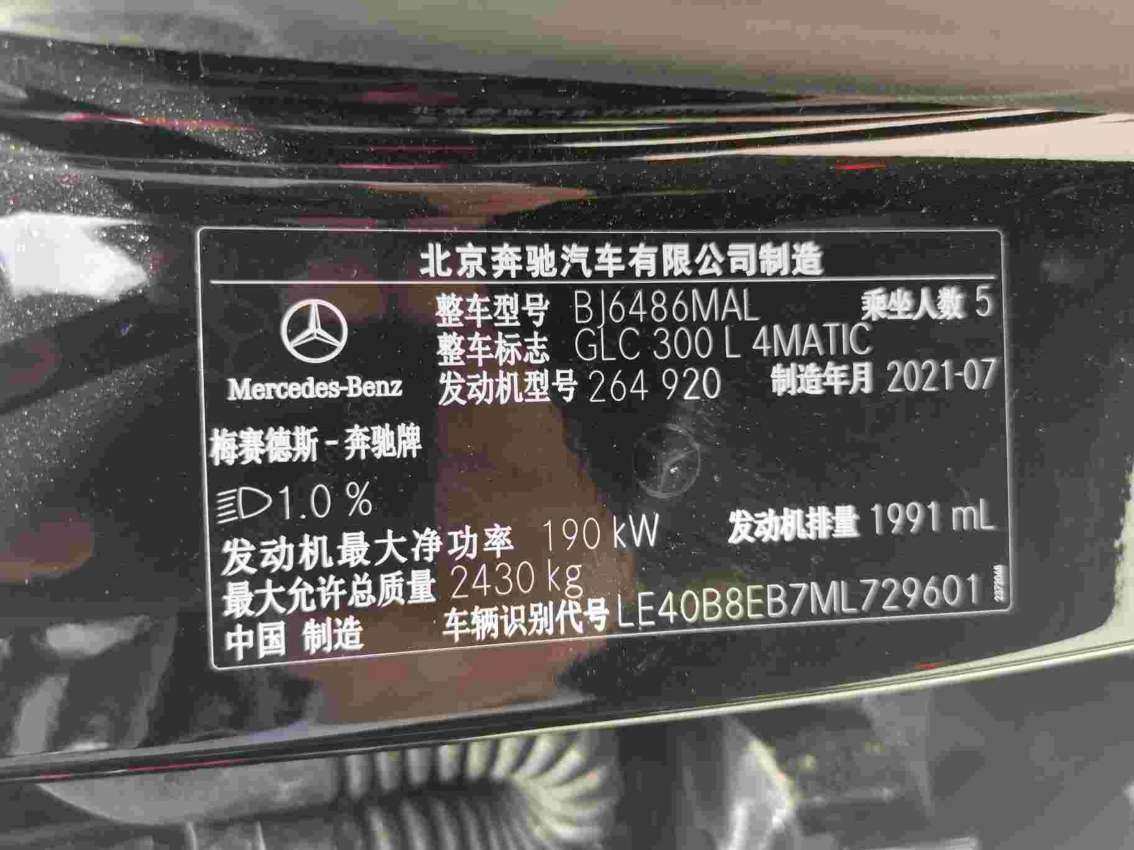 北京奔驰汽车有限公司制造
整车型号 BJ6486MAL 乘坐人数 5
整车标志 GLC 300 L 4MATIC
发动机型号 264 920 制造年月 2021-07
Mercedes-Benz
梅赛德斯-奔驰牌
1.0 %
发动机最大净功率 190 kW 发动机排量 1991 mL
最大允许总质量 2430 kg
中国 制造 车辆识别代号 LE40B8EB7ML729601